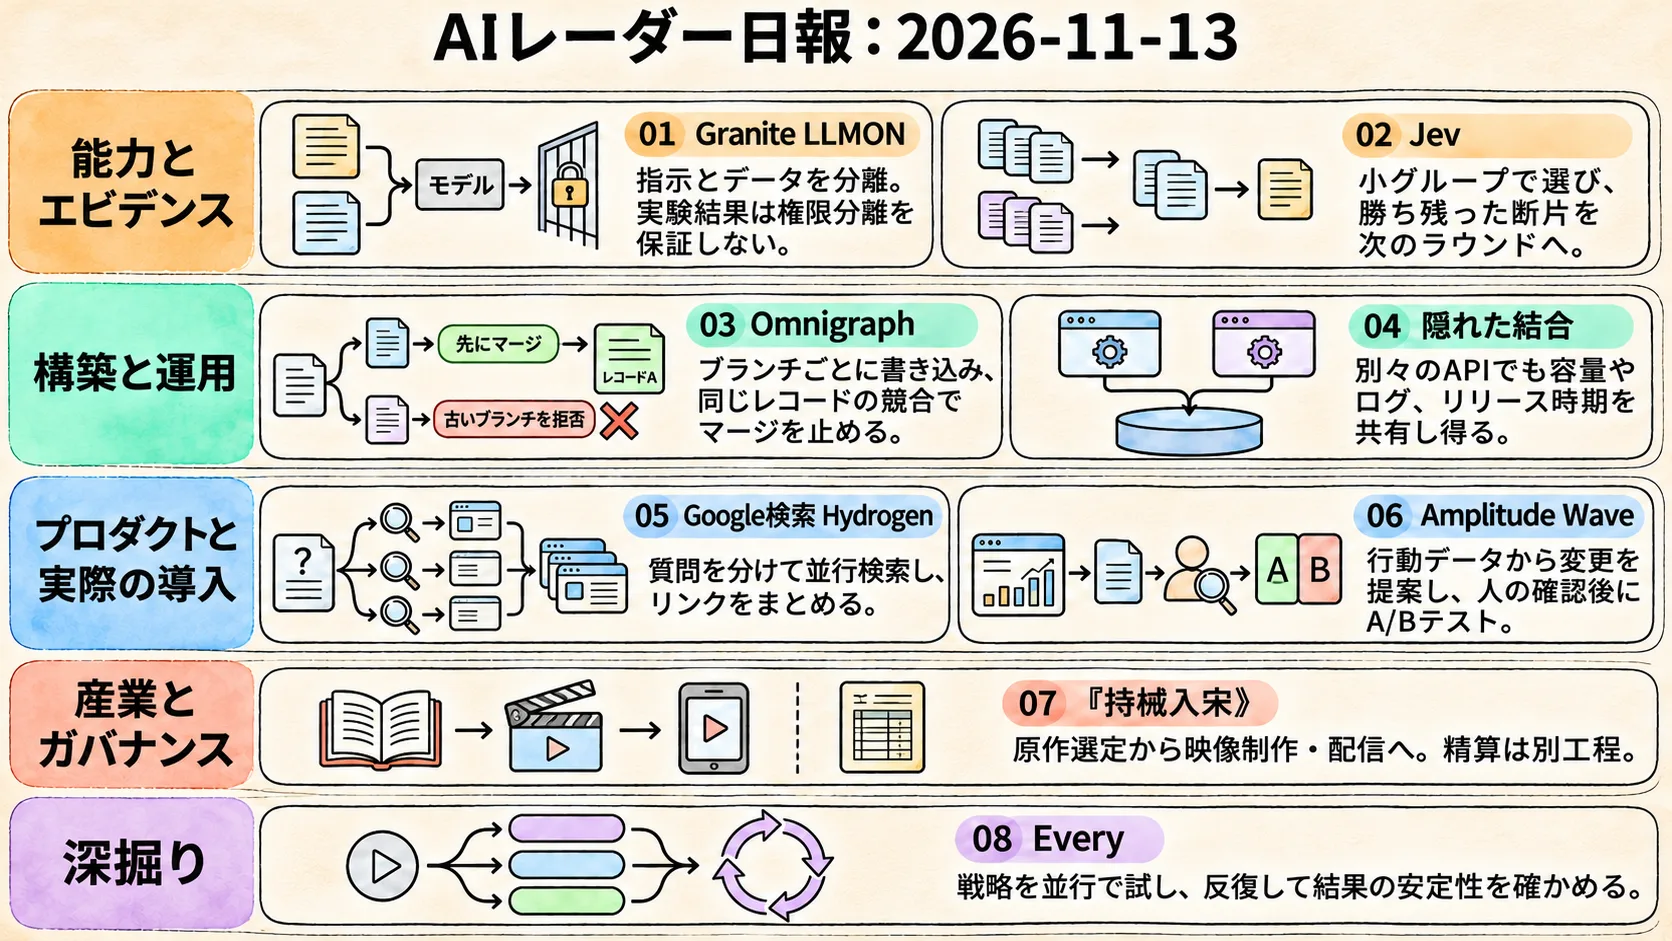 AIレーダー日報：2026-11-13
能力と
エビデンス
モデル
01 Granite LLMON
指示とデータを分離。
実験結果は権限分離を
保証しない。
02 Jev
小グループで選び、
勝ち残った断片を
次のラウンドへ。
構築と運用
先にマージ
レコードA
古いブランチを拒否
03 Omnigraph
ブランチごとに書き込み、
同じレコードの競合で
マージを止める。
04 隠れた結合
別々のAPIでも容量や
ログ、リリース時期を
共有し得る。
プロダクトと
実際の導入
?
05 Google検索 Hydrogen
質問を分けて並行検索し、
リンクをまとめる。
A B
06 Amplitude Wave
行動データから変更を
提案し、人の確認後に
A/Bテスト。
産業と
ガバナンス
07 『持械入宋》
原作選定から映像制作・配信へ。精算は別工程。
深掘り
08 Every
戦略を並行で試し、反復して結果の安定性を確かめる。